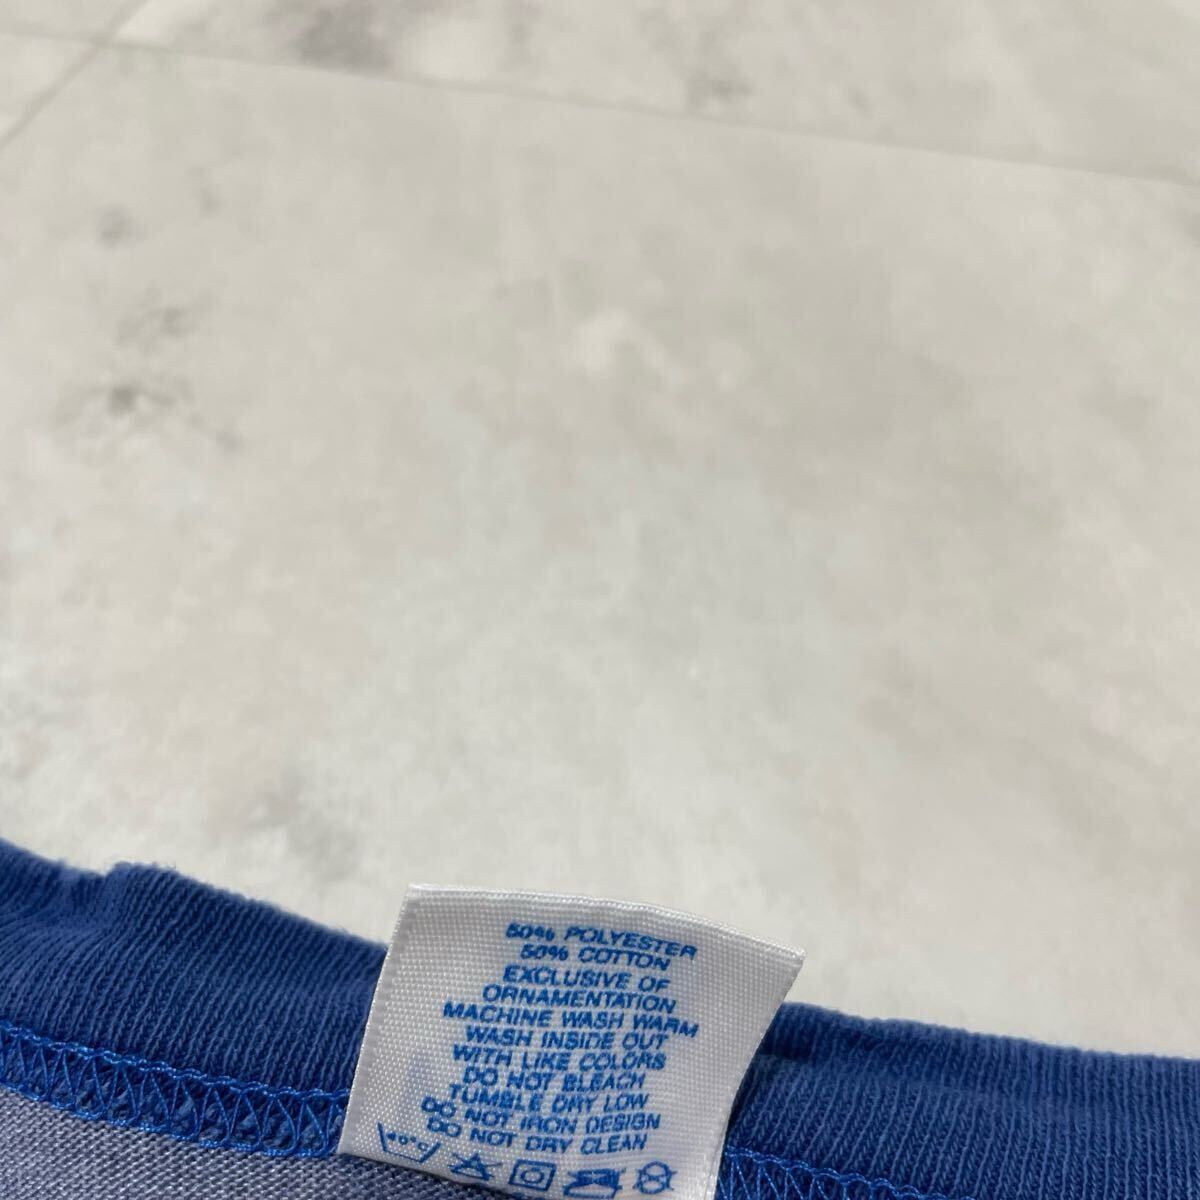 50% POLYESTER
50% COTTON
EXCLUSIVE OF
ORNAMENTATION
MACHINE WASH WARM
WASH INSIDE OUT
WITH LIKE COLORS
DO NOT BLEACH
TUMBLE DRY LOW
DO NOT IRON DESIGN
DO NOT DRY CLEAN